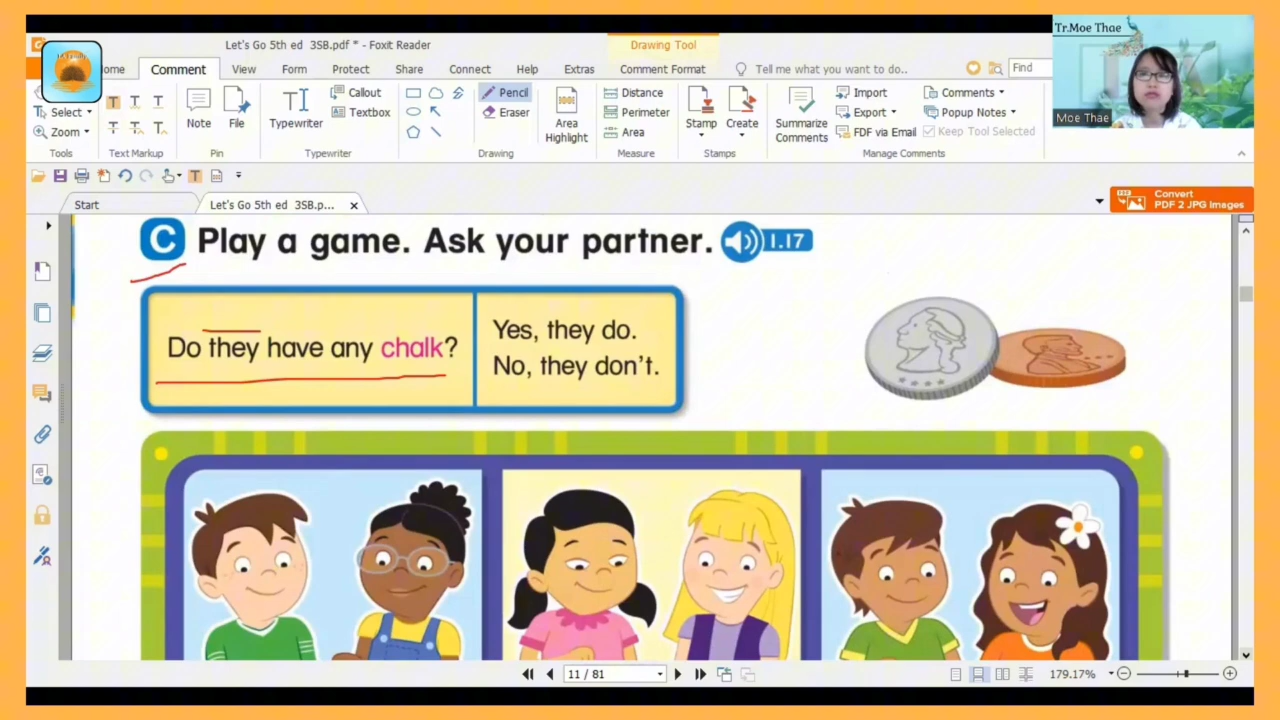 Tr.Moe Thae
Let's Go 5th ed 3SB.pdf * - Foxit Reader
Drawing Tool
ome Comment View Form Protect Share Connect Help Extras Comment Format Tell me what you want to do.. Find
Select Zoom
Tools
Text Markup
Note File
Pin
Typewriter Callout Textbox
Typewriter
Pencil Eraser
Drawing
Area Highlight
Distance Perimeter Area
Measure
Stamp Create
Stamps
Summarize Comments
Import Export FDF via Email
Comments Popup Notes Keep Tool Selected
Manage Comments
Moe Thae
Start Let's Go 5th ed 3SB.p...
Convert
PDF 2 JPG Images
C Play a game. Ask your partner. 1.17
Do they have any chalk?
Yes, they do.
No, they don't.
11 / 81
179.17%